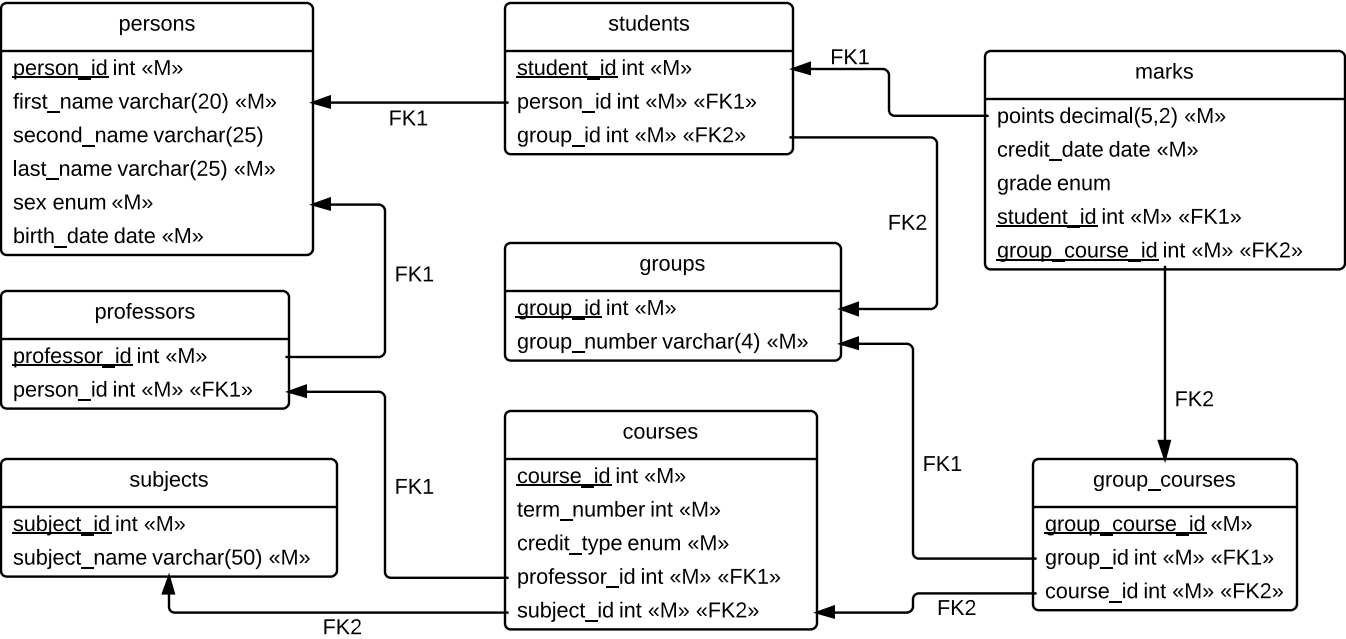 persons
person_id int «M»
first_name varchar(20) «M»
second_name varchar(25)
last_name varchar(25) «M»
sex enum «M»
birth_date date «M»
FK1
students
student_id int «M»
person_id int «M» «FK1»
group_id int «M» «FK2»
FK1
marks
points decimal(5,2) «M»
credit_date date «M»
grade enum
student_id int «M» «FK1»
group_course_id int «M» «FK2»
FK2
groups
group_id int «M»
group_number varchar(4) «M»
FK1
professors
professor_id int «M»
person_id int «M» «FK1»
FK2
courses
course_id int «M»
term_number int «M»
credit_type enum «M»
professor_id int «M» «FK1»
subject_id int «M» «FK2»
FK1
FK1
subjects
subject_id int «M»
subject_name varchar(50) «M»
FK2
group_courses
group_course_id «M»
group_id int «M» «FK1»
course_id int «M» «FK2»
FK2